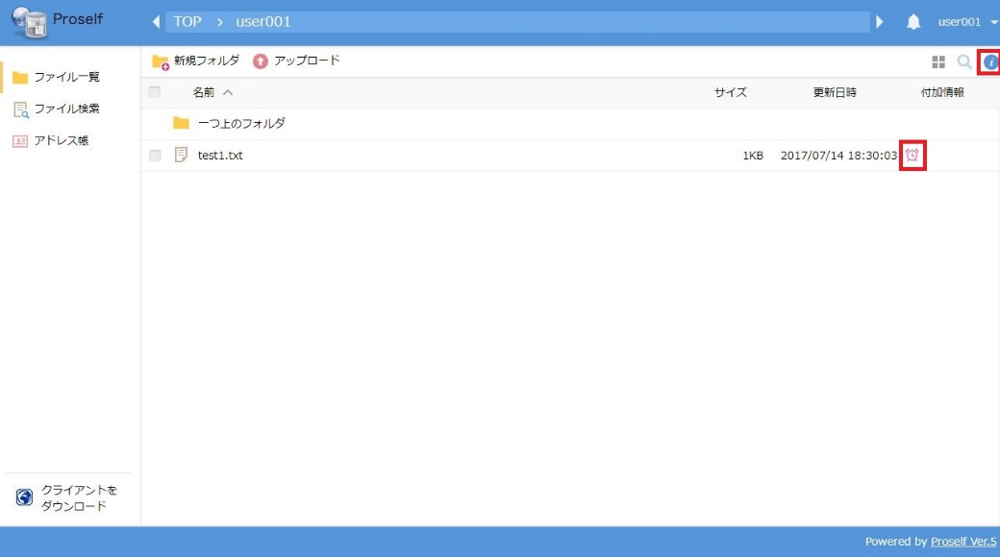 Proself
TOP > user001
user001
新規フォルダ アップロード
ファイル一覧
ファイル検索
アドレス帳
名前 サイズ 更新日時 付加情報
一つ上のフォルダ
test1.txt 1KB 2017/07/14 18:30:03
クライアントを
ダウンロード
Powered by Proself Ver.5